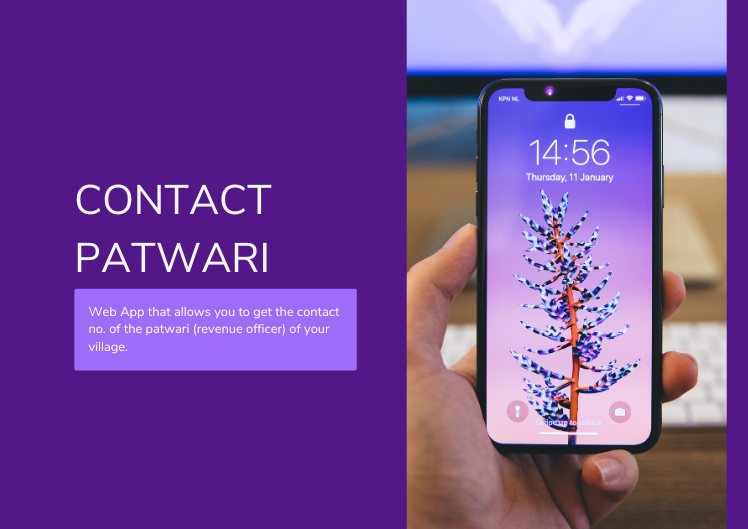 CONTACT
PATWARI
Web App that allows you to get the contact
no. of the patwari (revenue officer) of your
village.
KPN NL
14:56
Thursday, 11 January
Swipe up to unlock